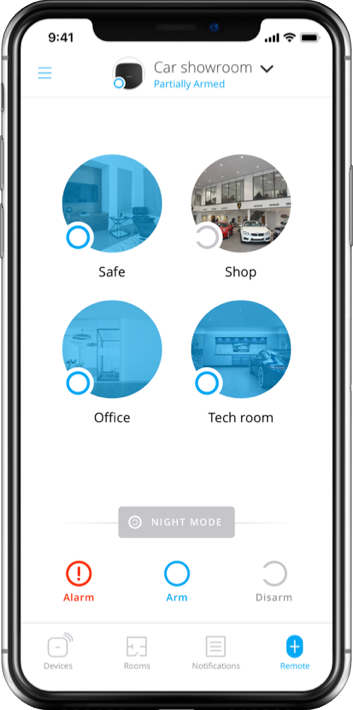 9:41
Car showroom
Partially Armed
Safe
Shop
Office
Tech room
NIGHT MODE
Alarm
Arm
Disarm
Devices
Rooms
Notifications
Remote